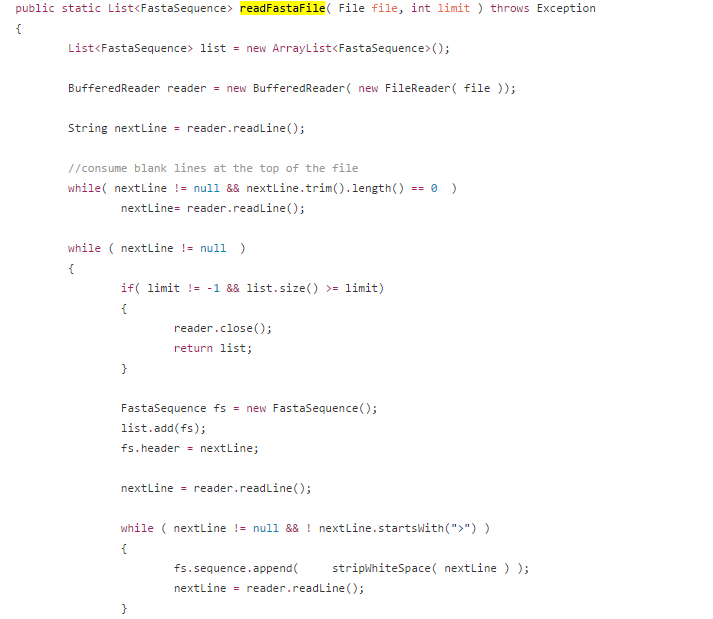 public static List<FastaSequence> readFastaFile( File file, int limit ) throws Exception
{
List<FastaSequence> list = new ArrayList<FastaSequence>();
BufferedReader reader = new BufferedReader( new FileReader( file ));
String nextLine = reader.readLine();
//consume blank lines at the top of the file
while( nextLine != null && nextLine.trim().length() == 0  )
nextLine= reader.readLine();
while ( nextLine != null  )
{
if( limit != -1 && list.size() >= limit)
{
reader.close();
return list;
}
FastaSequence fs = new FastaSequence();
list.add(fs);
fs.header = nextLine;
nextLine = reader.readLine();
while ( nextLine != null && ! nextLine.startsWith(">") )
{
fs.sequence.append(     stripWhiteSpace( nextLine ) );
nextLine = reader.readLine();
}